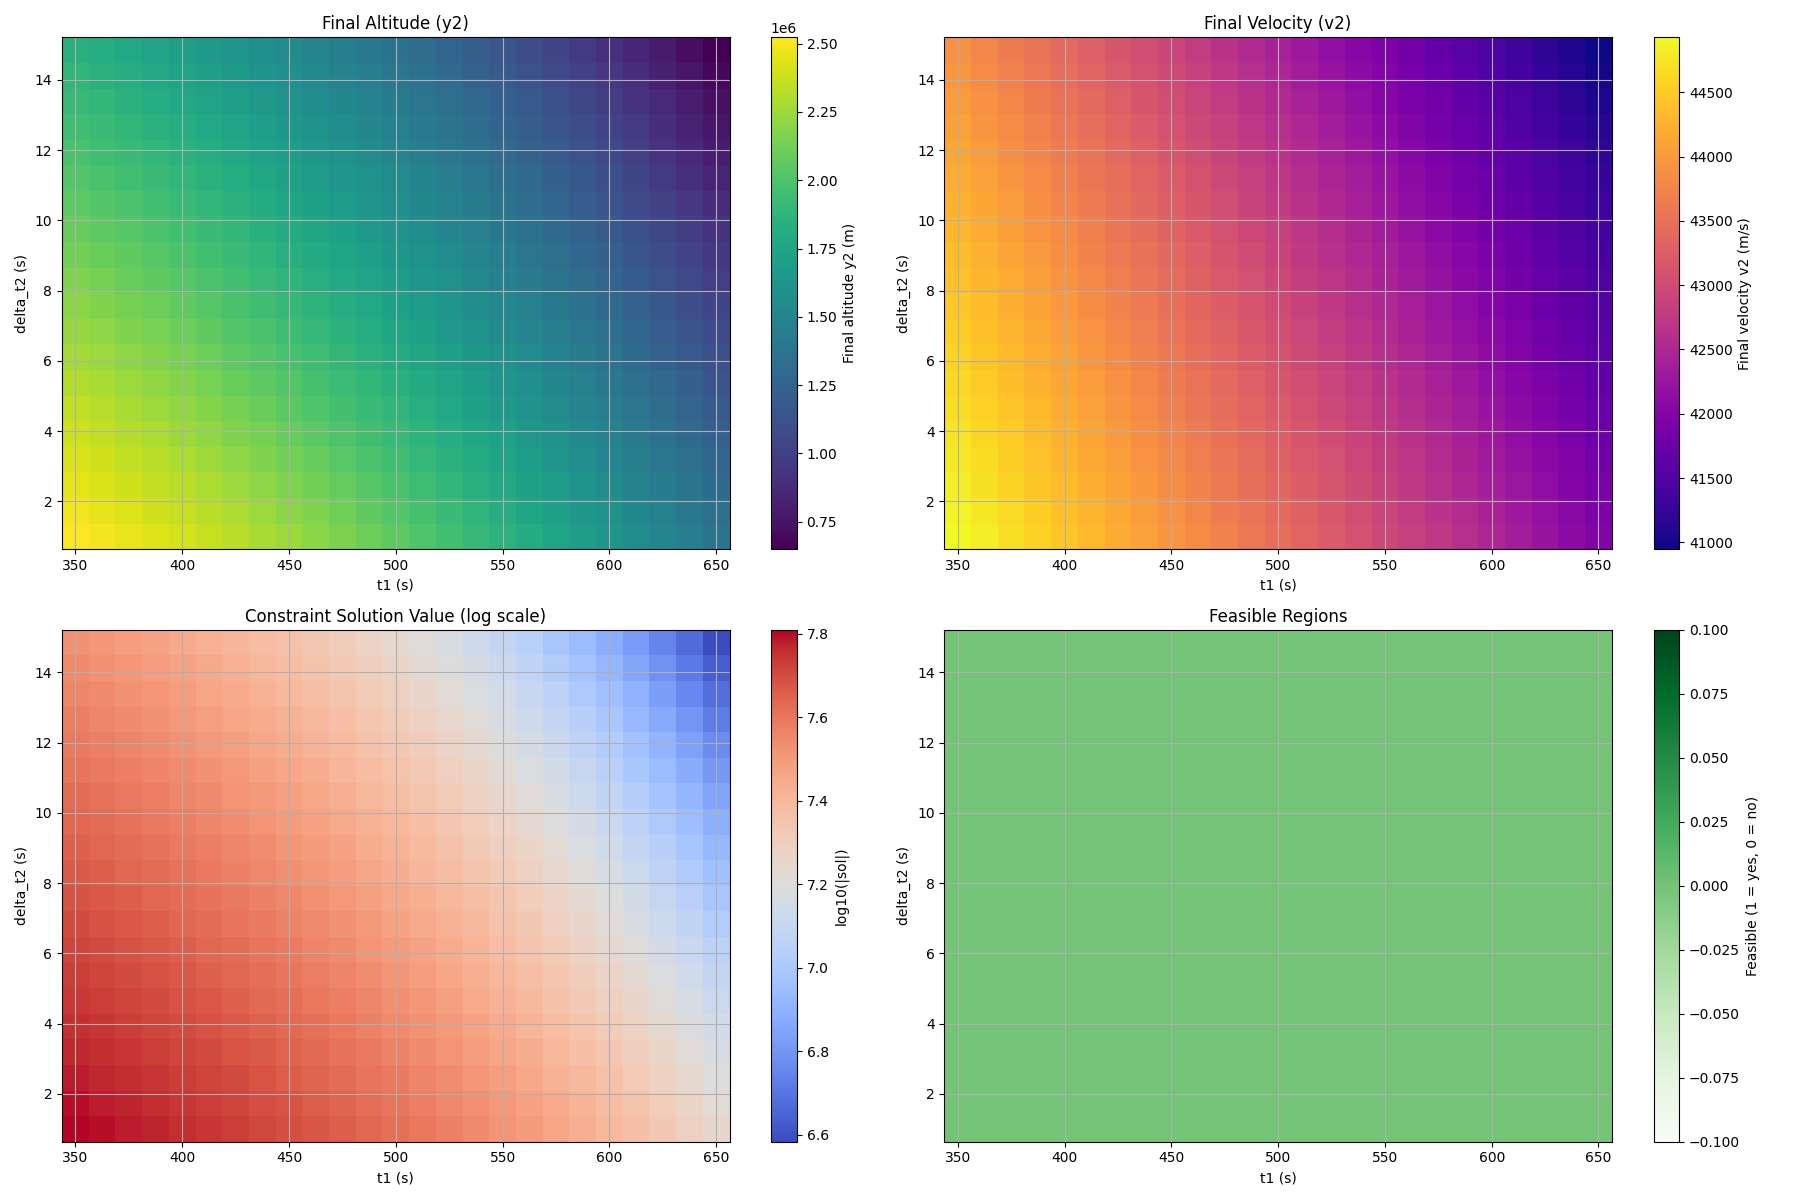 Final Altitude (y2)
1e6
14
12
10
8
6
4
2
delta_t2 (s)
350 400 450 500 550 600 650
t1 (s)
2.50
2.25
2.00
1.75
1.50
1.25
1.00
0.75
Final altitude y2 (m)
Final Velocity (v2)
14
12
10
8
6
4
2
delta_t2 (s)
350 400 450 500 550 600 650
t1 (s)
44500
44000
43500
43000
42500
42000
41500
41000
Final velocity v2 (m/s)
Constraint Solution Value (log scale)
14
12
10
8
6
4
2
delta_t2 (s)
350 400 450 500 550 600 650
t1 (s)
7.8
7.6
7.4
7.2
7.0
6.8
6.6
log10(|sol|)
Feasible Regions
14
12
10
8
6
4
2
delta_t2 (s)
350 400 450 500 550 600 650
t1 (s)
0.100
0.075
0.050
0.025
0.000
−0.025
−0.050
−0.075
−0.100
Feasible (1 = yes, 0 = no)